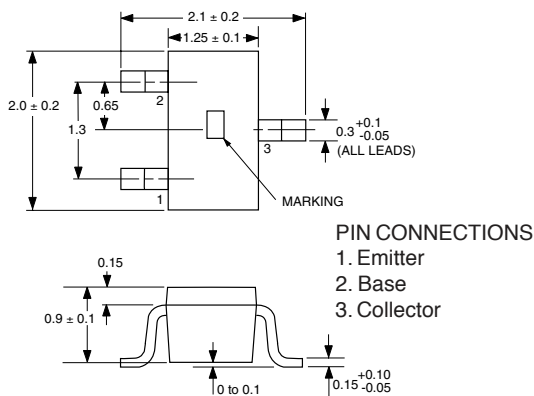 2.1 ± 0.2
1.25 ± 0.1
2
2.0 ± 0.2
0.65
1.3
0.3 +0.1 -0.05
3
(ALL LEADS)
1
MARKING
PIN CONNECTIONS
1. Emitter
2. Base
3. Collector
0.15
0.9 ± 0.1
0 to 0.1
0.15 +0.10 -0.05